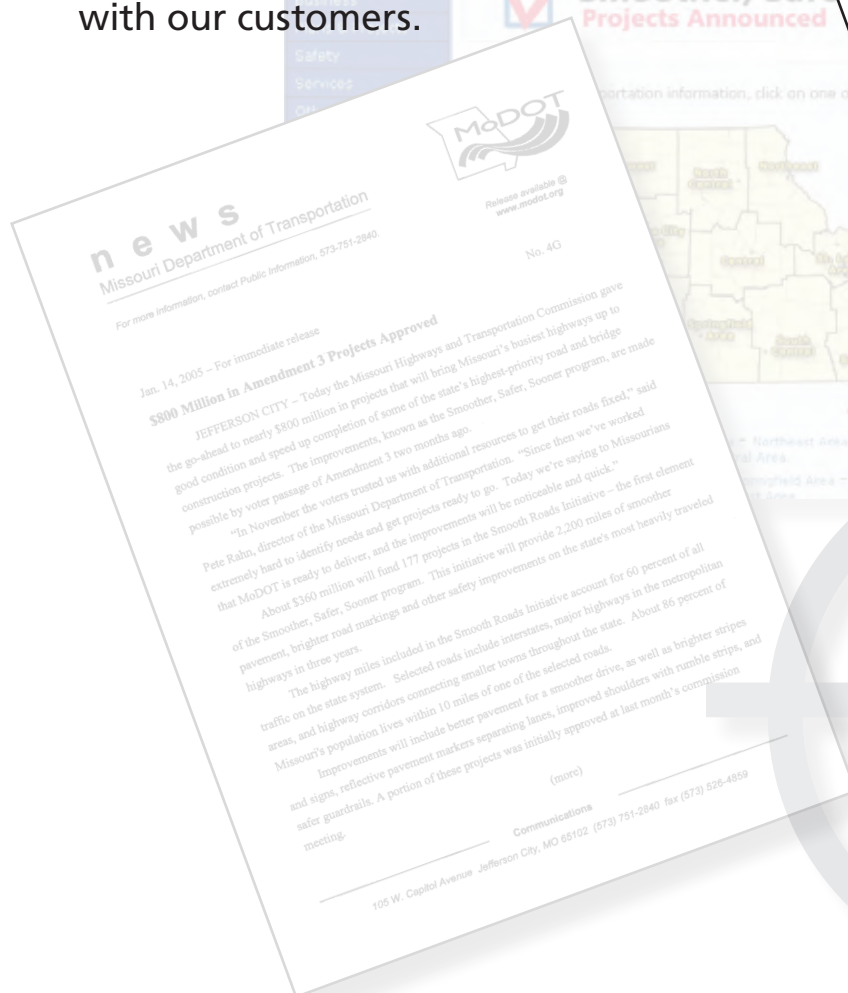 with our customers.
Business
Safety
Services
Projects Announced
portation information, click on one o
North
Central
Northeast
Central
South
Central
Northeast Area
al Area.
Springfield Area
MoDOT
Release available @
www.modot.org
news
Missouri Department of Transportation
For more information, contact Public Information, 573-751-2840.
No. 4G
Jan. 14, 2005 – For immediate release
$800 Million in Amendment 3 Projects Approved
JEFFERSON CITY – Today the Missouri Highways and Transportation Commission gave
the go-ahead to nearly $800 million in projects that will bring Missouri's busiest highways up to
good condition and speed up completion of some of the state's highest-priority road and bridge
construction projects. The improvements, known as the Smoother, Safer, Sooner program, are made
possible by voter passage of Amendment 3 two months ago.
"In November the voters trusted us with additional resources to get their roads fixed," said
Pete Rahn, director of the Missouri Department of Transportation. "Since then we've worked
extremely hard to identify needs and get projects ready to go. Today we're saying to Missourians
that MoDOT is ready to deliver, and the improvements will be noticeable and quick."
About $360 million will fund 177 projects in the Smooth Roads Initiative – the first element
of the Smoother, Safer, Sooner program. This initiative will provide 2,200 miles of smoother
pavement, brighter road markings and other safety improvements on the state's most heavily traveled
highways in three years.
The highway miles included in the Smooth Roads Initiative account for 60 percent of all
traffic on the state system. Selected roads include interstates, major highways in the metropolitan
areas, and highway corridors connecting smaller towns throughout the state. About 86 percent of
Missouri's population lives within 10 miles of one of the selected roads.
Improvements will include better pavement for a smoother drive, as well as brighter stripes
and signs, reflective pavement markers separating lanes, improved shoulders with rumble strips, and
safer guardrails. A portion of these projects was initially approved at last month's commission
meeting.
(more)
Communications
105 W. Capitol Avenue Jefferson City, MO 65102 (573) 751-2840 fax (573) 526-4859